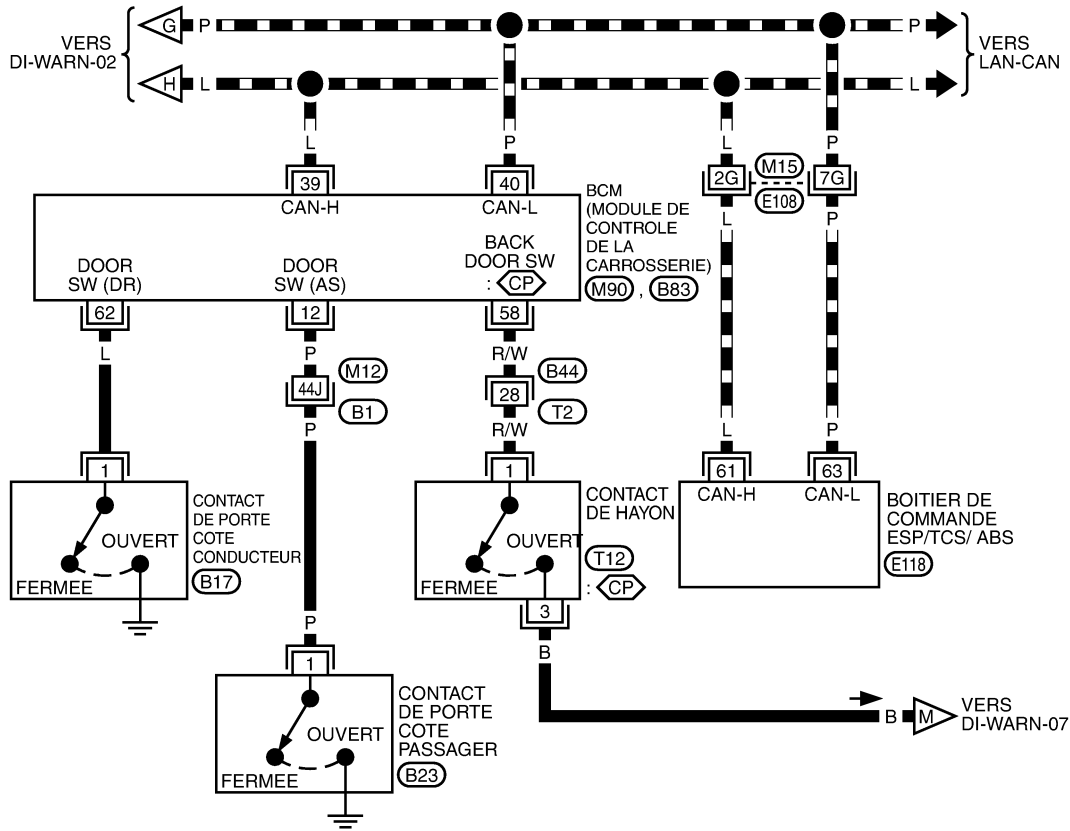 VERS
DI-WARN-02
G
P
P
H
L
L
VERS
LAN-CAN
L
P
L
P
39
40
2G
M15
7G
E108
CAN-H
CAN-L
BCM
(MODULE DE
CONTROLE
DE LA
CARROSSERIE)
M90 , B83
L
P
DOOR
SW (DR)
DOOR
SW (AS)
BACK
DOOR SW
: CP
62
12
58
L
P
R/W
M12
44J
B1
B44
28
T2
P
R/W
L
P
1
1
61
63
CAN-H
CAN-L
CONTACT
DE PORTE
COTE
CONDUCTEUR
B17
OUVERT
FERMEE
CONTACT
DE HAYON
T12
: CP
OUVERT
FERMEE
BOITIER DE
COMMANDE
ESP/TCS/ ABS
E118
3
P
B
1
CONTACT
DE PORTE
COTE
PASSAGER
B23
OUVERT
FERMEE
B
M
VERS
DI-WARN-07